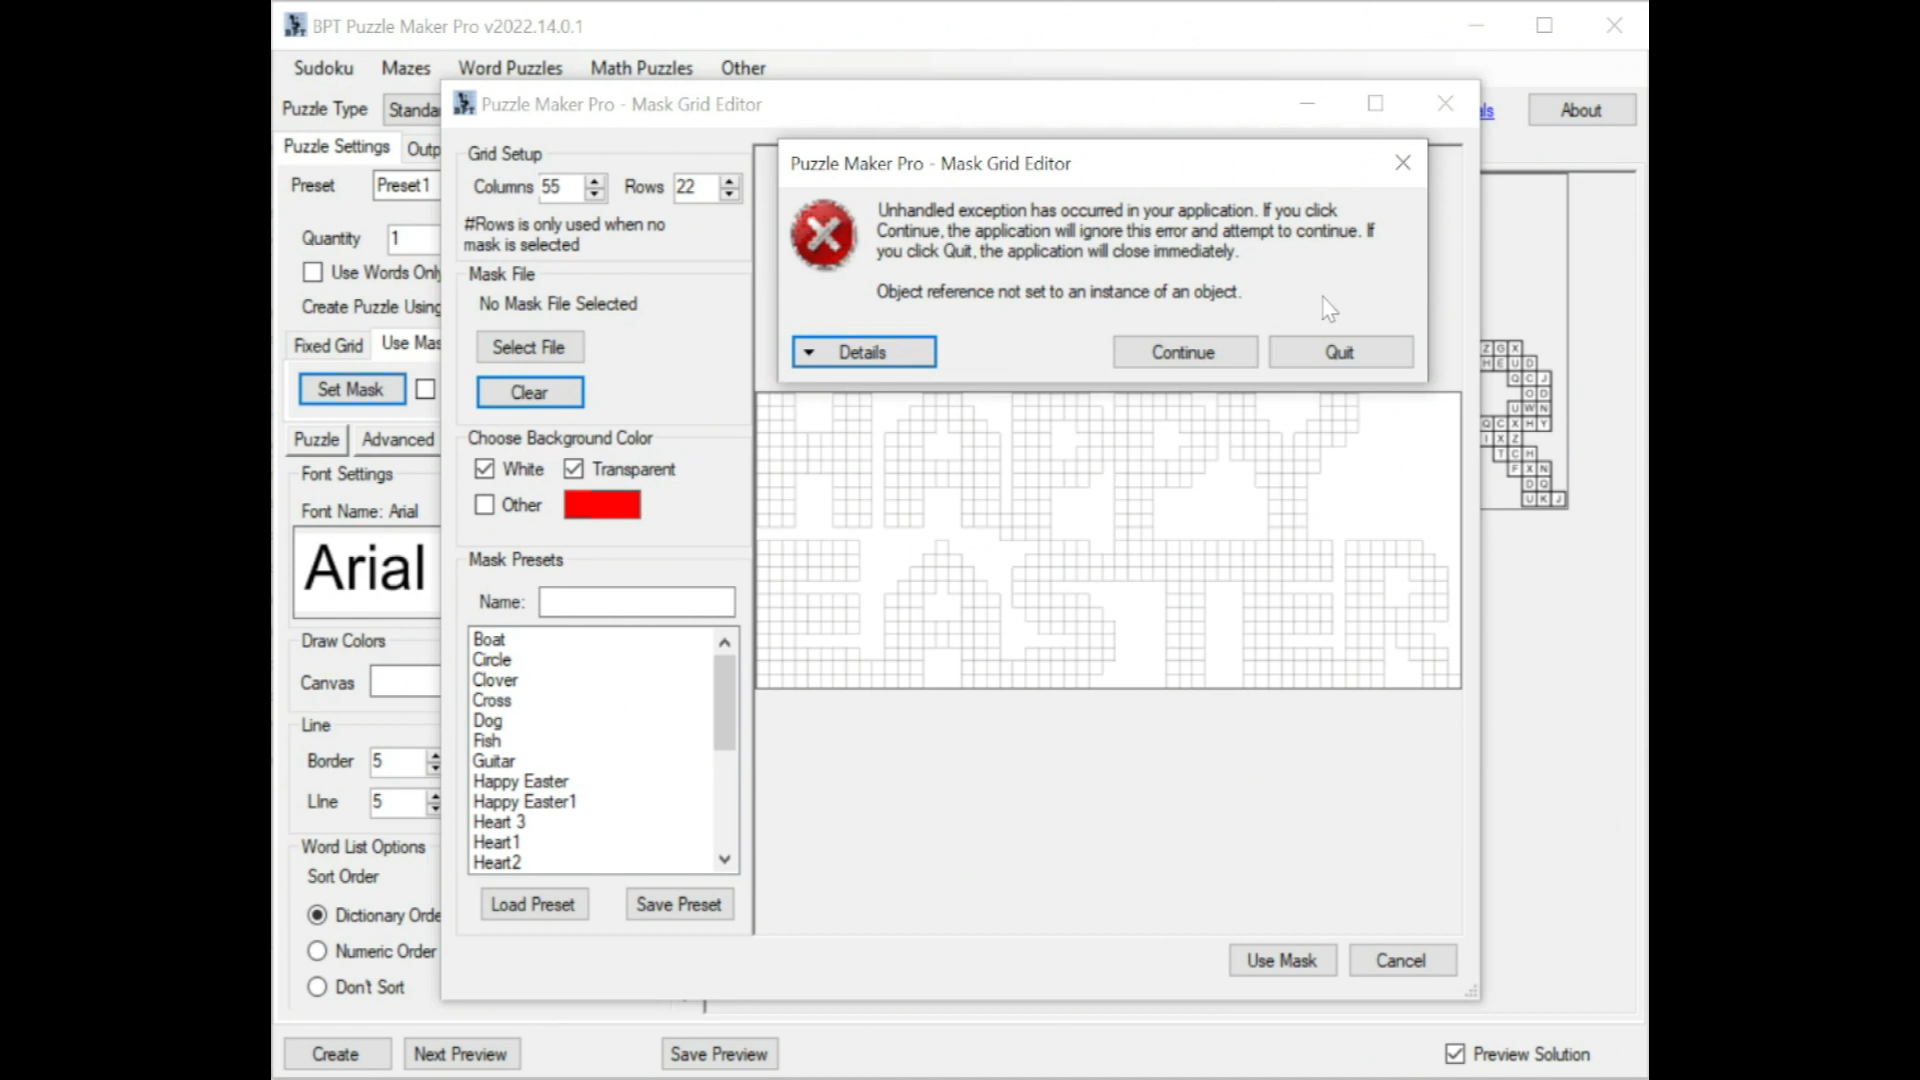 BPT Puzzle Maker Pro v2022.14.0.1
Sudoku Mazes Word Puzzles Math Puzzles Other
Puzzle Type Standa
About
Puzzle Settings Outp
Preset Preset1
Quantity 1
Use Words Only
Create Puzzle Using
Fixed Grid Use Mas
Set Mask
Puzzle Advanced
Font Settings
Font Name: Arial
Arial
Draw Colors
Canvas
Line
Border 5
LIne 5
Word List Options
Sort Order
Dictionary Orde
Numeric Order
Don't Sort
Create Next Preview Save Preview Preview Solution
Puzzle Maker Pro - Mask Grid Editor
Grid Setup
Columns 55 Rows 22
#Rows is only used when no
mask is selected
Mask File
No Mask File Selected
Select File
Clear
Choose Background Color
White Transparent
Other
Mask Presets
Name:
Boat
Circle
Clover
Cross
Dog
Fish
Guitar
Happy Easter
Happy Easter1
Heart 3
Heart1
Heart2
Load Preset Save Preset
HAPPY
EASTER
Use Mask Cancel
Puzzle Maker Pro - Mask Grid Editor
Unhandled exception has occurred in your application. If you click
Continue, the application will ignore this error and attempt to continue. If
you click Quit, the application will close immediately.
Object reference not set to an instance of an object.
Details Continue Quit